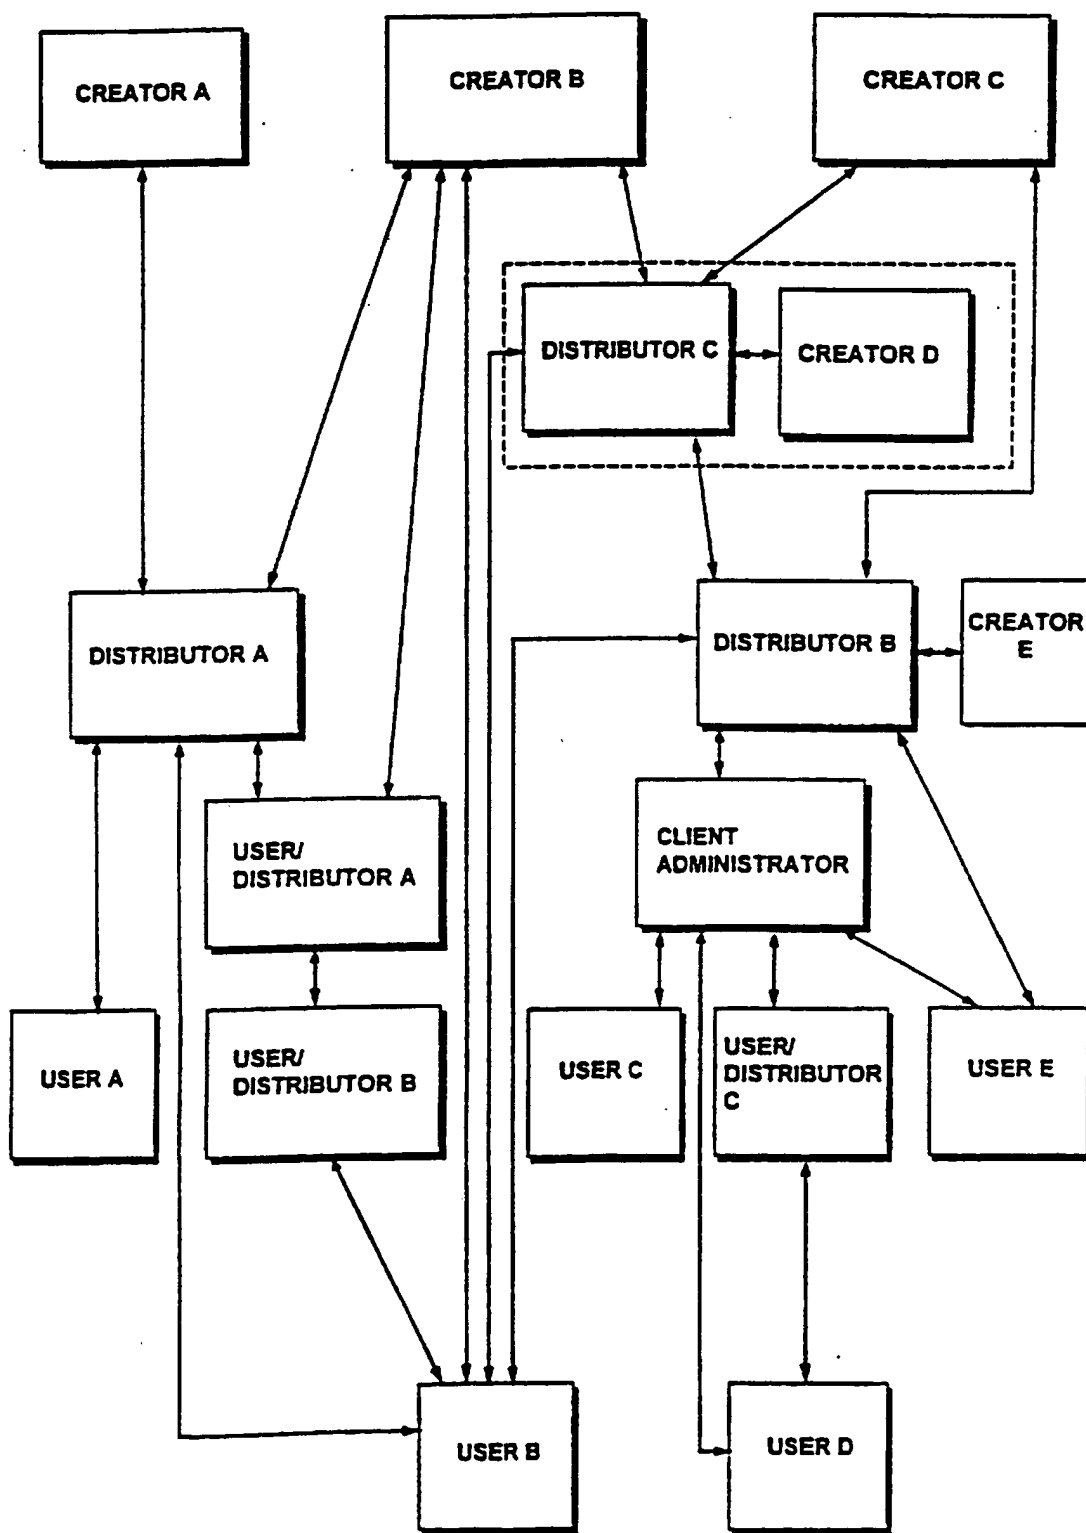 CREATOR A
CREATOR B
CREATOR C
DISTRIBUTOR C
CREATOR D
DISTRIBUTOR A
DISTRIBUTOR B
CREATOR
E
USER/
DISTRIBUTOR A
CLIENT
ADMINISTRATOR
USER A
USER/
DISTRIBUTOR B
USER C
USER/
DISTRIBUTOR
C
USER E
USER B
USER D